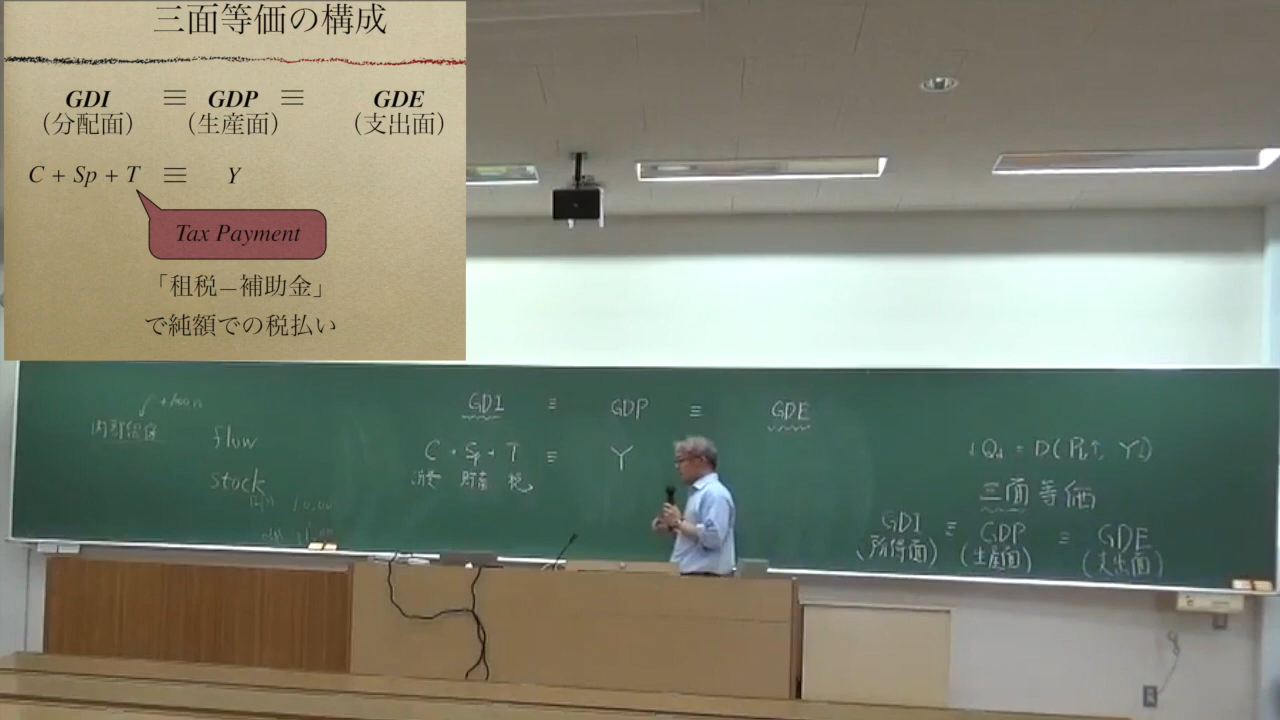 三面等価の構成
GDI ≡ GDP ≡ GDE
(分配面) (生産面) (支出面)
C + Sp + T ≡ Y
Tax Payment
「租税―補助金」
で純額での税払い
内部留保
flow
stock
GDI ≡ GDP ≡ GDE
C + Sp + T ≡ Y
消費 貯蓄 税
↓Qd = D(Pb↑, Y↓)
三面等価
GDI ≡ GDP ≡ GDE
(所得面) (生産面) (支出面)